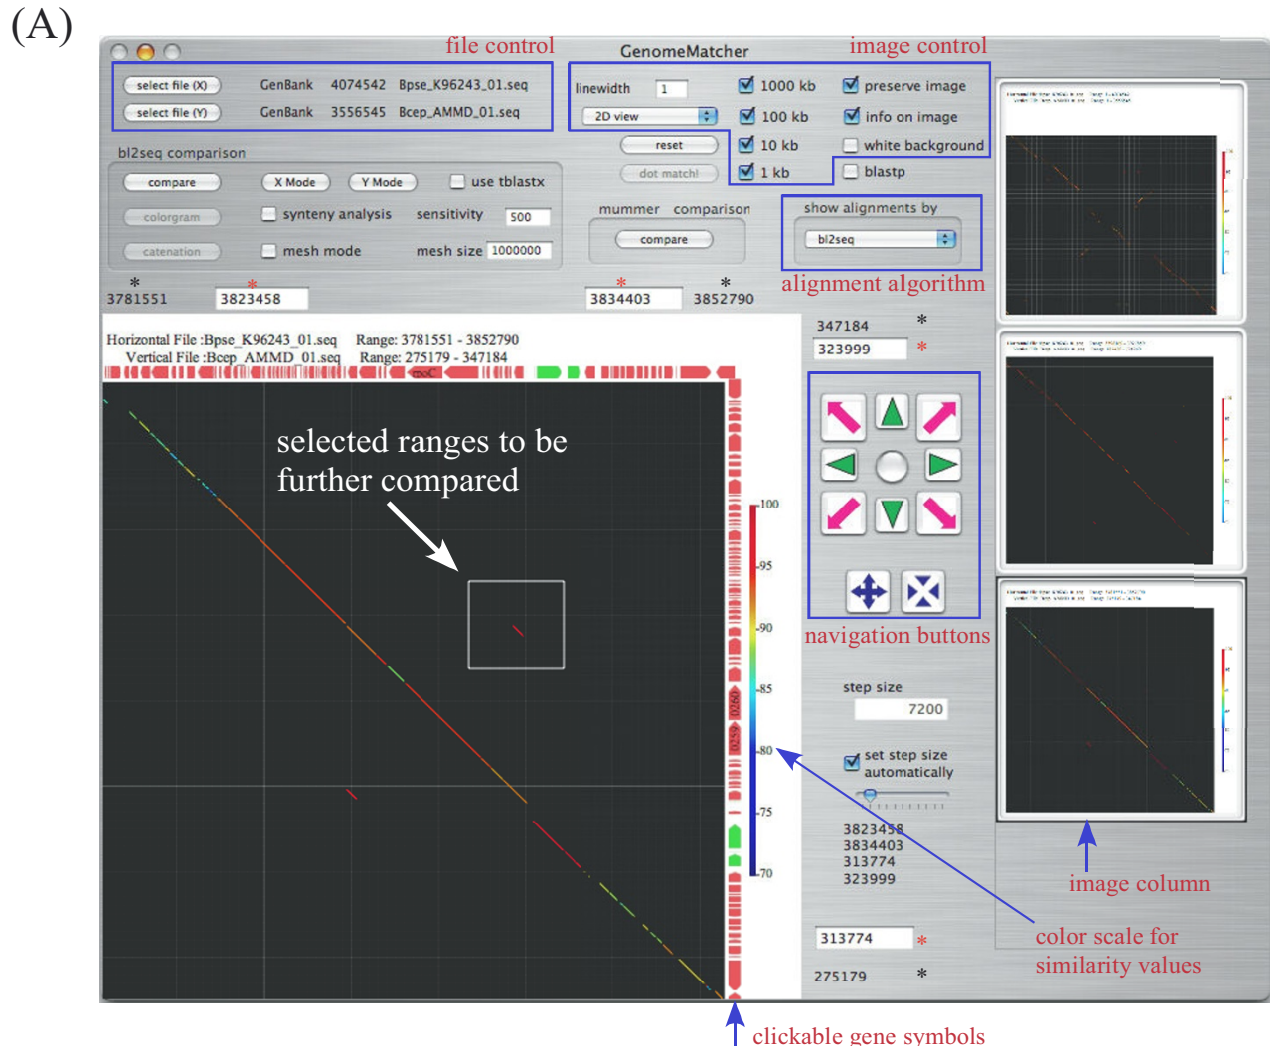 (A)
file control
GenomeMatcher
image control
select file (X) GenBank 4074542 Bpse_K96243_01.seq
select file (Y) GenBank 3556545 Bcep_AMMD_01.seq
linewidth 1
2D view
reset
dot match!
1000 kb
100 kb
10 kb
1 kb
preserve image
info on image
white background
blastp
bl2seq comparison
compare X Mode Y Mode use tblastx
colorgram synteny analysis sensitivity 500
catenation mesh mode mesh size 1000000
mummer comparison
compare
show alignments by
bl2seq
alignment algorithm
* * * *
3781551 3823458 3834403 3852790
Horizontal File :Bpse_K96243_01.seq Range: 3781551 - 3852790
Vertical File :Bcep_AMMD_01.seq Range: 275179 - 347184
rpoC
347184 *
323999 *
selected ranges to be
further compared
100
95
90
85
80
75
70
0260
0259
navigation buttons
step size
7200
set step size
automatically
3823458
3834403
313774
323999
313774 *
275179 *
image column
color scale for
similarity values
clickable gene symbols